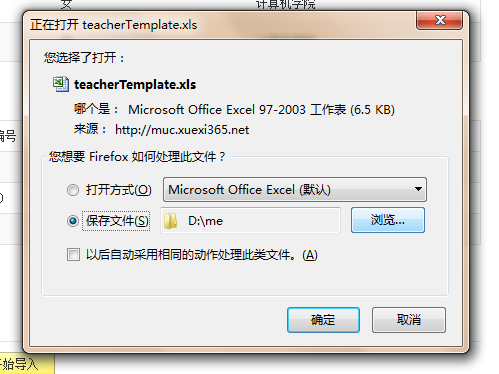 女
计算机学院
正在打开 teacherTemplate.xls
您选择了打开：
teacherTemplate.xls
哪个是： Microsoft Office Excel 97-2003 工作表 (6.5 KB)
来源： http://muc.xuexi365.net
编号
您想要 Firefox 如何处理此文件？
打开方式(O)
Microsoft Office Excel (默认)
保存文件(S)
D:\me
浏览...
以后自动采用相同的动作处理此类文件。(A)
确定
取消
始导入